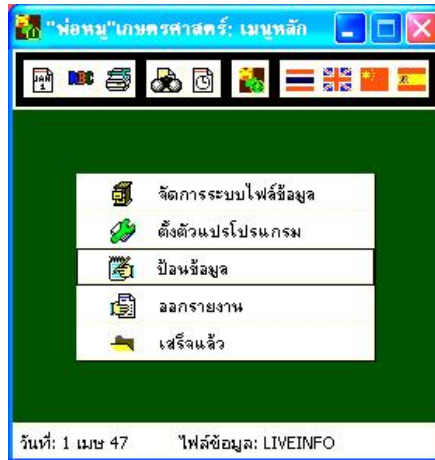 "พ่อหมู"เกษตรศาสตร์: เมนูหลัก
JAN
1
ABC
จัดการระบบไฟล์ข้อมูล
ตั้งตัวแปรโปรแกรม
ป้อนข้อมูล
ออกรายงาน
เสร็จแล้ว
วันที่: 1 เมษ 47 ไฟล์ข้อมูล: LIVEINFO